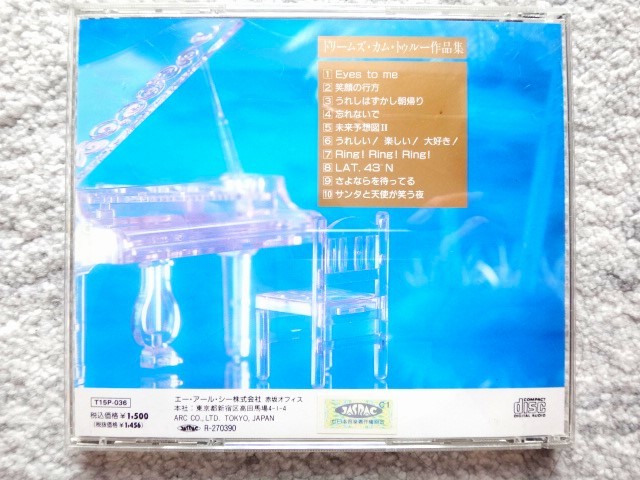 ドリームズ・カム・トゥルー作品集
1 Eyes to me
2 笑顔の行方
3 うれしはずかし朝帰り
4 忘れないで
5 未来予想図II
6 うれしい! 楽しい! 大好き!
7 Ring! Ring! Ring!
8 LAT. 43°N
9 さよならを待ってる
10 サンタと天使が笑う夜
T15P-036
税込価格¥1,500
(税抜価格¥1,456)
エー・アール・シー株式会社 赤坂オフィス
本社:東京都新宿区高田馬場4-1-4
ARC CO., LTD. TOKYO, JAPAN
JASRAC R-270390
JASRAC
COMPACT
DISC
DIGITAL AUDIO